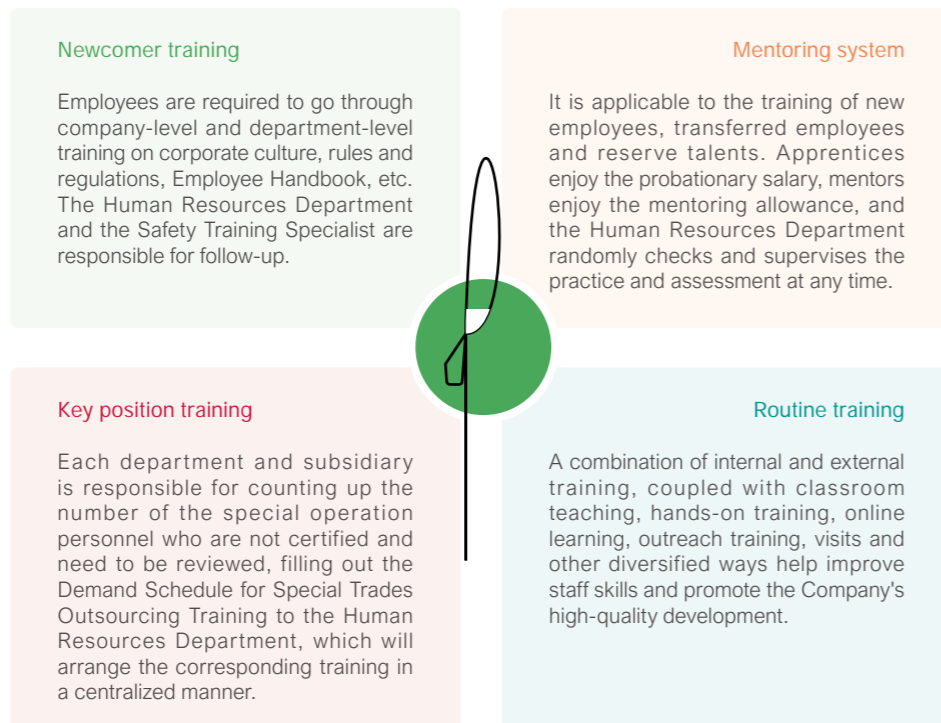 Newcomer training
Employees are required to go through
company-level and department-level
training on corporate culture, rules and
regulations, Employee Handbook, etc.
The Human Resources Department
and the Safety Training Specialist are
responsible for follow-up.
Mentoring system
It is applicable to the training of new
employees, transferred employees
and reserve talents. Apprentices
enjoy the probationary salary, mentors
enjoy the mentoring allowance, and
the Human Resources Department
randomly checks and supervises the
practice and assessment at any time.
Key position training
Each department and subsidiary
is responsible for counting up the
number of the special operation
personnel who are not certified and
need to be reviewed, filling out the
Demand Schedule for Special Trades
Outsourcing Training to the Human
Resources Department, which will
arrange the corresponding training in
a centralized manner.
Routine training
A combination of internal and external
training, coupled with classroom
teaching, hands-on training, online
learning, outreach training, visits and
other diversified ways help improve
staff skills and promote the Company's
high-quality development.